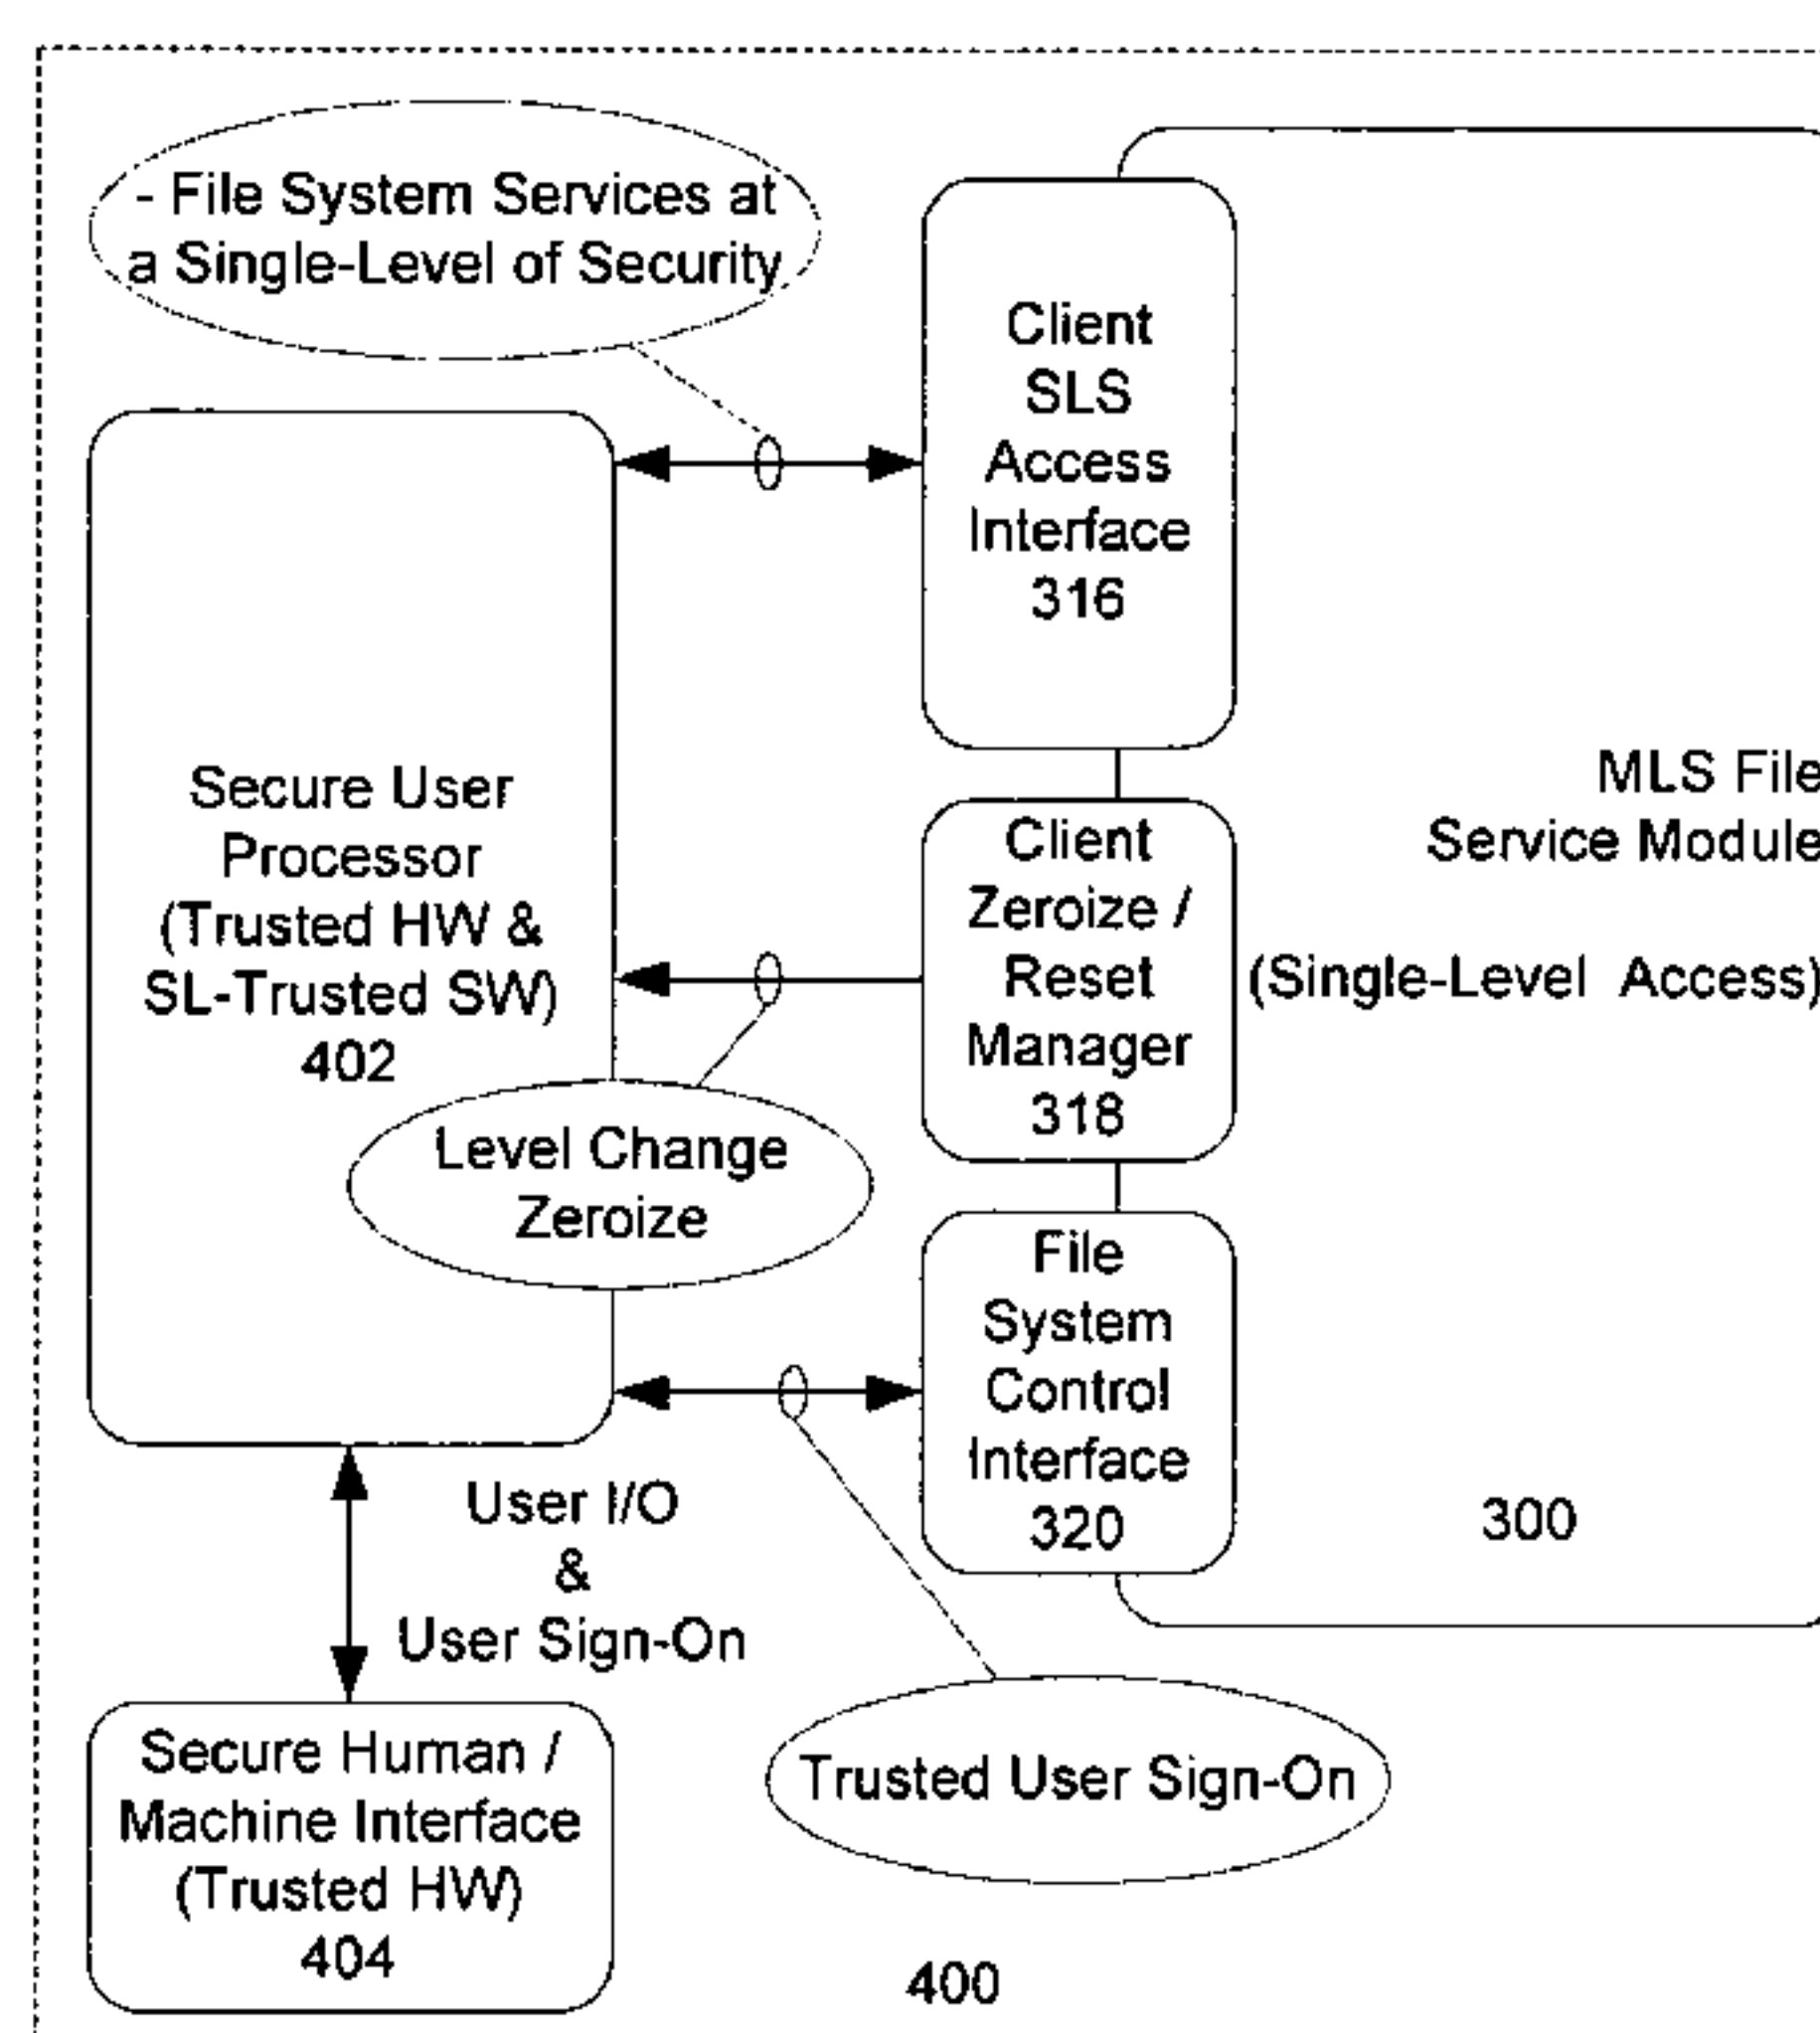 - File System Services at
a Single-Level of Security
Client
SLS
Access
Interface
316
Secure User
Processor
(Trusted HW &
SL-Trusted SW)
402
Client
Zeroize /
Reset
Manager
318
MLS File
Service Module
(Single-Level Access)
300
Level Change
Zeroize
File
System
Control
Interface
320
User I/O
&
User Sign-On
Secure Human /
Machine Interface
(Trusted HW)
404
Trusted User Sign-On
400